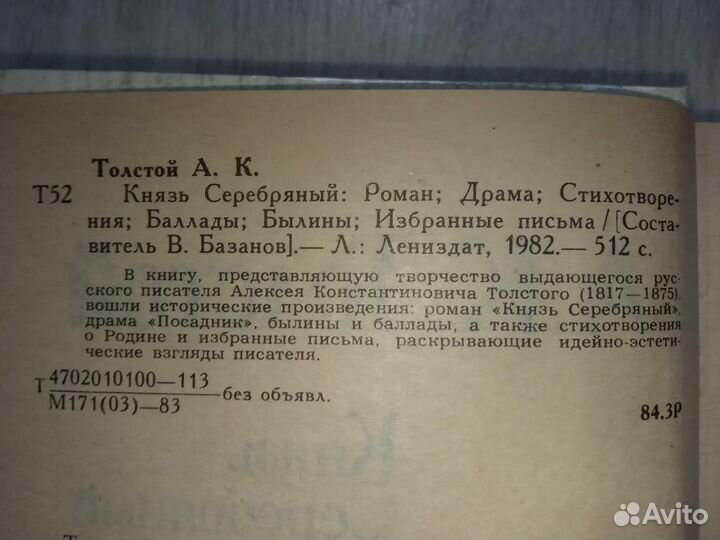 Толстой А. К.
Т52 Князь Серебряный: Роман; Драма; Стихотворе-
ния; Баллады; Былины; Избранные письма / [Соста-
витель В. Базанов].— Л.: Лениздат, 1982.— 512 с.
В книгу, представляющую творчество выдающегося рус-
ского писателя Алексея Константиновича Толстого (1817—1875),
вошли исторические произведения: роман «Князь Серебряный»,
драма «Посадник», былины и баллады, а также стихотворения
о Родине и избранные письма, раскрывающие идейно-эстети-
ческие взгляды писателя.
Т 4702010100—113
М171(03)—83 без объявл.
84.3Р
Avito